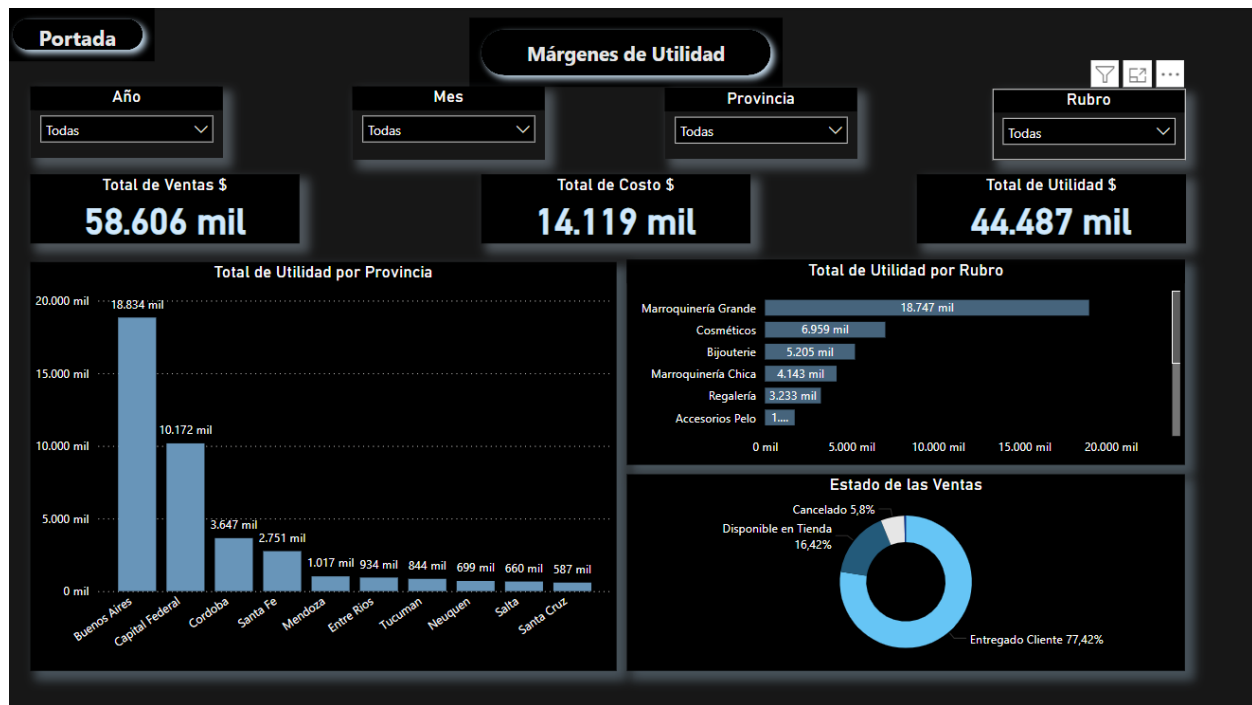 Portada
Márgenes de Utilidad
Año
Todas
Mes
Todas
Provincia
Todas
Rubro
Todas
Total de Ventas $
58.606 mil
Total de Costo $
14.119 mil
Total de Utilidad $
44.487 mil
Total de Utilidad por Provincia
20.000 mil
15.000 mil
10.000 mil
5.000 mil
0 mil
18.834 mil
10.172 mil
3.647 mil
2.751 mil
1.017 mil
934 mil
844 mil
699 mil
660 mil
587 mil
Buenos Aires
Capital Federal
Cordoba
Santa Fe
Mendoza
Entre Rios
Tucuman
Neuquen
Salta
Santa Cruz
Total de Utilidad por Rubro
Marroquinería Grande 18.747 mil
Cosméticos 6.959 mil
Bijouterie 5.205 mil
Marroquinería Chica 4.143 mil
Regalería 3.233 mil
Accesorios Pelo 1....
0 mil 5.000 mil 10.000 mil 15.000 mil 20.000 mil
Estado de las Ventas
Cancelado 5,8%
Disponible en Tienda
16,42%
Entregado Cliente 77,42%